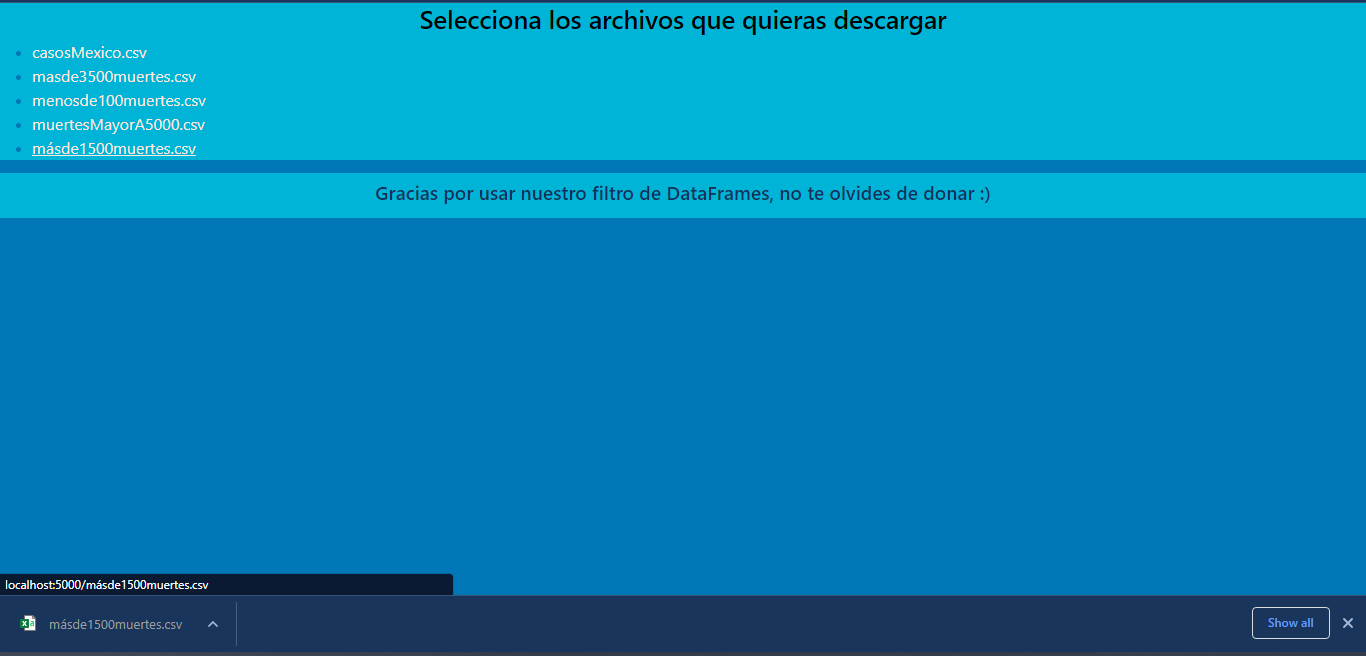 Selecciona los archivos que quieras descargar
casosMexico.csv
masde3500muertes.csv
menosde100muertes.csv
muertesMayorA5000.csv
másde1500muertes.csv
Gracias por usar nuestro filtro de DataFrames, no te olvides de donar :)
localhost:5000/másde1500muertes.csv
másde1500muertes.csv
Show all